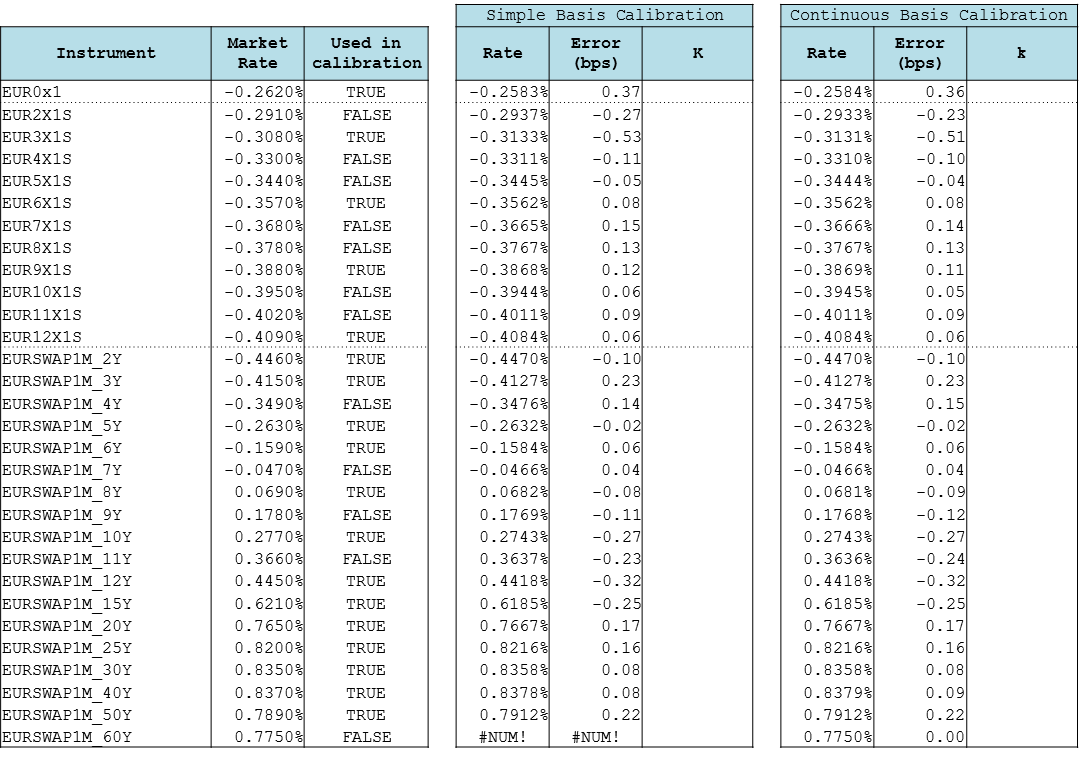 Simple Basis Calibration Continuous Basis Calibration
Instrument Market Rate Used in calibration Rate Error (bps) K Rate Error (bps) k
EUR0x1 -0.2620% TRUE -0.2583% 0.37 -0.2584% 0.36
EUR2X1S -0.2910% FALSE -0.2937% -0.27 -0.2933% -0.23
EUR3X1S -0.3080% TRUE -0.3133% -0.53 -0.3131% -0.51
EUR4X1S -0.3300% FALSE -0.3311% -0.11 -0.3310% -0.10
EUR5X1S -0.3440% FALSE -0.3445% -0.05 -0.3444% -0.04
EUR6X1S -0.3570% TRUE -0.3562% 0.08 -0.3562% 0.08
EUR7X1S -0.3680% FALSE -0.3665% 0.15 -0.3666% 0.14
EUR8X1S -0.3780% FALSE -0.3767% 0.13 -0.3767% 0.13
EUR9X1S -0.3880% TRUE -0.3868% 0.12 -0.3869% 0.11
EUR10X1S -0.3950% FALSE -0.3944% 0.06 -0.3945% 0.05
EUR11X1S -0.4020% FALSE -0.4011% 0.09 -0.4011% 0.09
EUR12X1S -0.4090% TRUE -0.4084% 0.06 -0.4084% 0.06
EURSWAP1M_2Y -0.4460% TRUE -0.4470% -0.10 -0.4470% -0.10
EURSWAP1M_3Y -0.4150% TRUE -0.4127% 0.23 -0.4127% 0.23
EURSWAP1M_4Y -0.3490% FALSE -0.3476% 0.14 -0.3475% 0.15
EURSWAP1M_5Y -0.2630% TRUE -0.2632% -0.02 -0.2632% -0.02
EURSWAP1M_6Y -0.1590% TRUE -0.1584% 0.06 -0.1584% 0.06
EURSWAP1M_7Y -0.0470% FALSE -0.0466% 0.04 -0.0466% 0.04
EURSWAP1M_8Y 0.0690% TRUE 0.0682% -0.08 0.0681% -0.09
EURSWAP1M_9Y 0.1780% FALSE 0.1769% -0.11 0.1768% -0.12
EURSWAP1M_10Y 0.2770% TRUE 0.2743% -0.27 0.2743% -0.27
EURSWAP1M_11Y 0.3660% FALSE 0.3637% -0.23 0.3636% -0.24
EURSWAP1M_12Y 0.4450% TRUE 0.4418% -0.32 0.4418% -0.32
EURSWAP1M_15Y 0.6210% TRUE 0.6185% -0.25 0.6185% -0.25
EURSWAP1M_20Y 0.7650% TRUE 0.7667% 0.17 0.7667% 0.17
EURSWAP1M_25Y 0.8200% TRUE 0.8216% 0.16 0.8216% 0.16
EURSWAP1M_30Y 0.8350% TRUE 0.8358% 0.08 0.8358% 0.08
EURSWAP1M_40Y 0.8370% TRUE 0.8378% 0.08 0.8379% 0.09
EURSWAP1M_50Y 0.7890% TRUE 0.7912% 0.22 0.7912% 0.22
EURSWAP1M_60Y 0.7750% FALSE #NUM! #NUM! 0.7750% 0.00